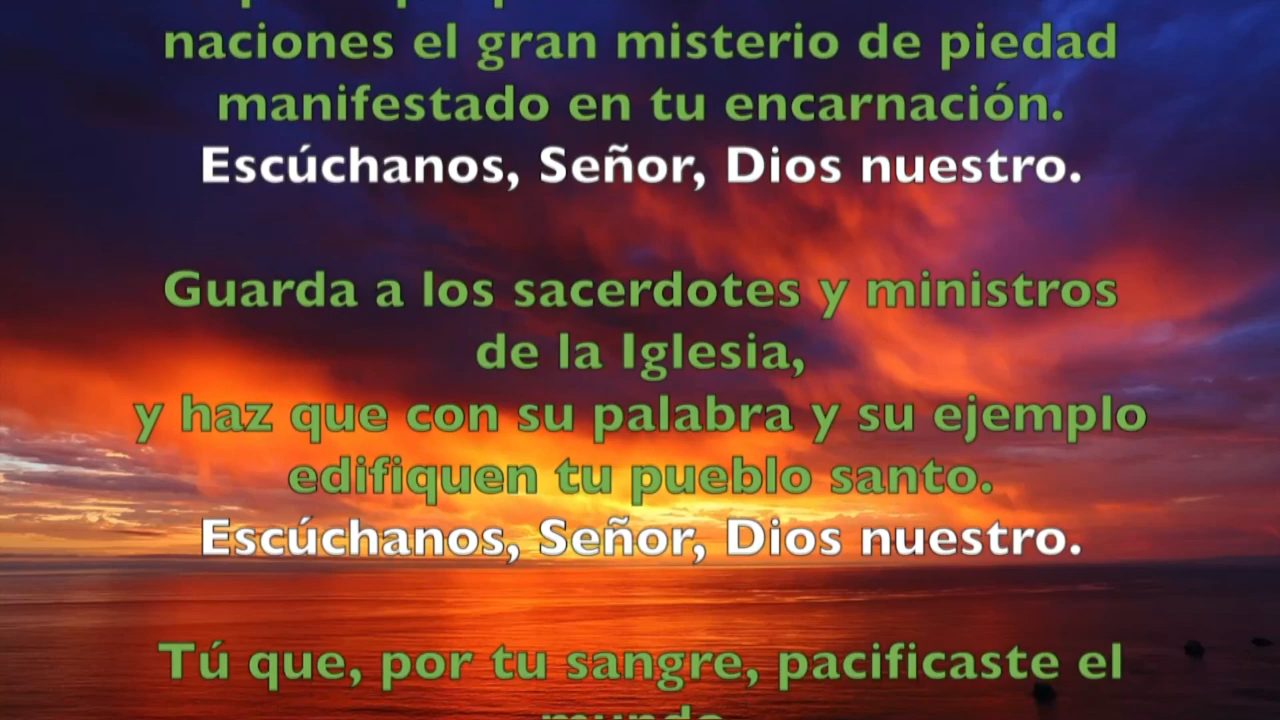 naciones el gran misterio de piedad
manifestado en tu encarnación.
Escúchanos, Señor, Dios nuestro.
Guarda a los sacerdotes y ministros
de la Iglesia,
y haz que con su palabra y su ejemplo
edifiquen tu pueblo santo.
Escúchanos, Señor, Dios nuestro.
Tú que, por tu sangre, pacificaste el